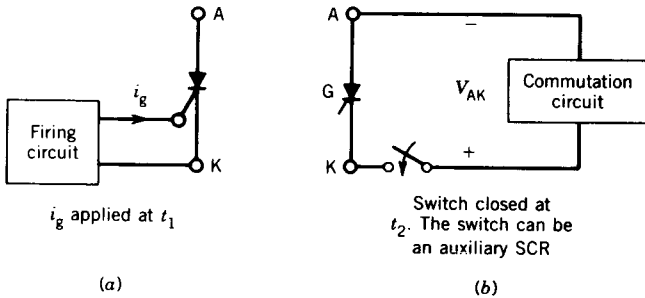 A
i_g
Firing
circuit
K
i_g applied at t_1
(a)
A
−
G
V_AK
Commutation
circuit
K
+
Switch closed at
t_2. The switch can be
an auxiliary SCR
(b)